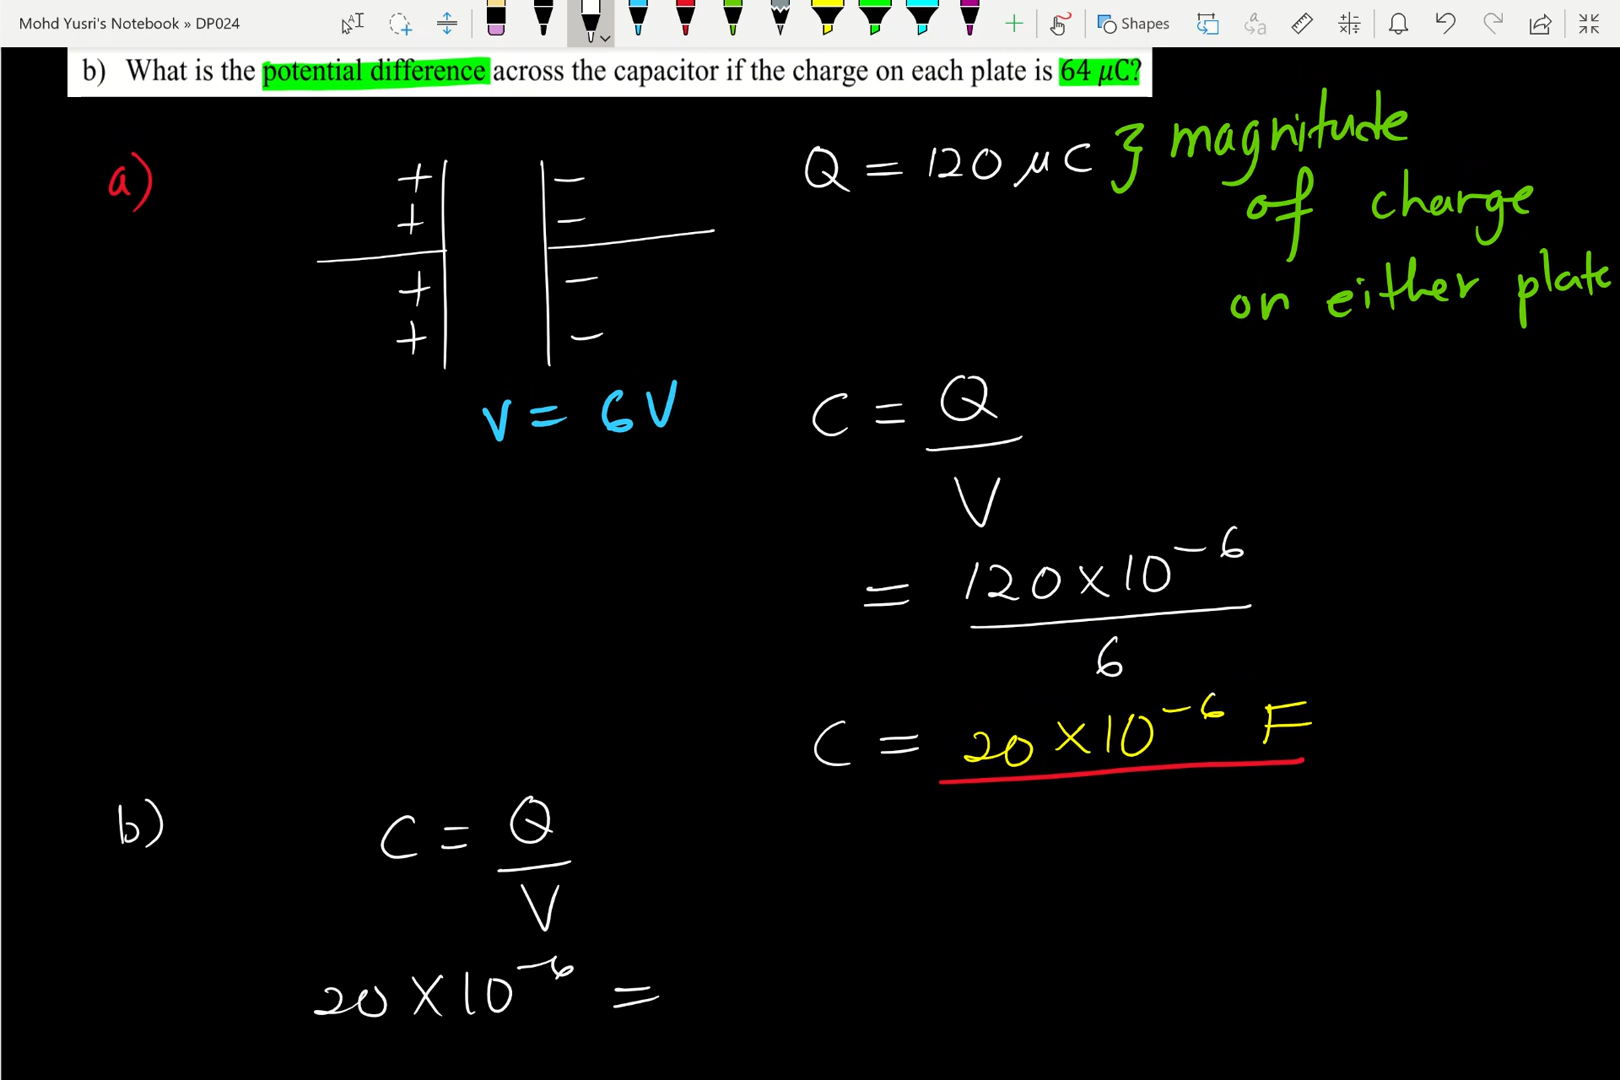 Mohd Yusri's Notebook » DP024
Shapes
b) What is the potential difference across the capacitor if the charge on each plate is 64 μC?
a)
+ −
+ −
+ −
+ −
V = 6 V
Q = 120 μC } magnitude
of charge
on either plate
C = Q / V
= 120 × 10⁻⁶ / 6
C = 20 × 10⁻⁶ F
b) C = Q / V
20 × 10⁻⁶ =